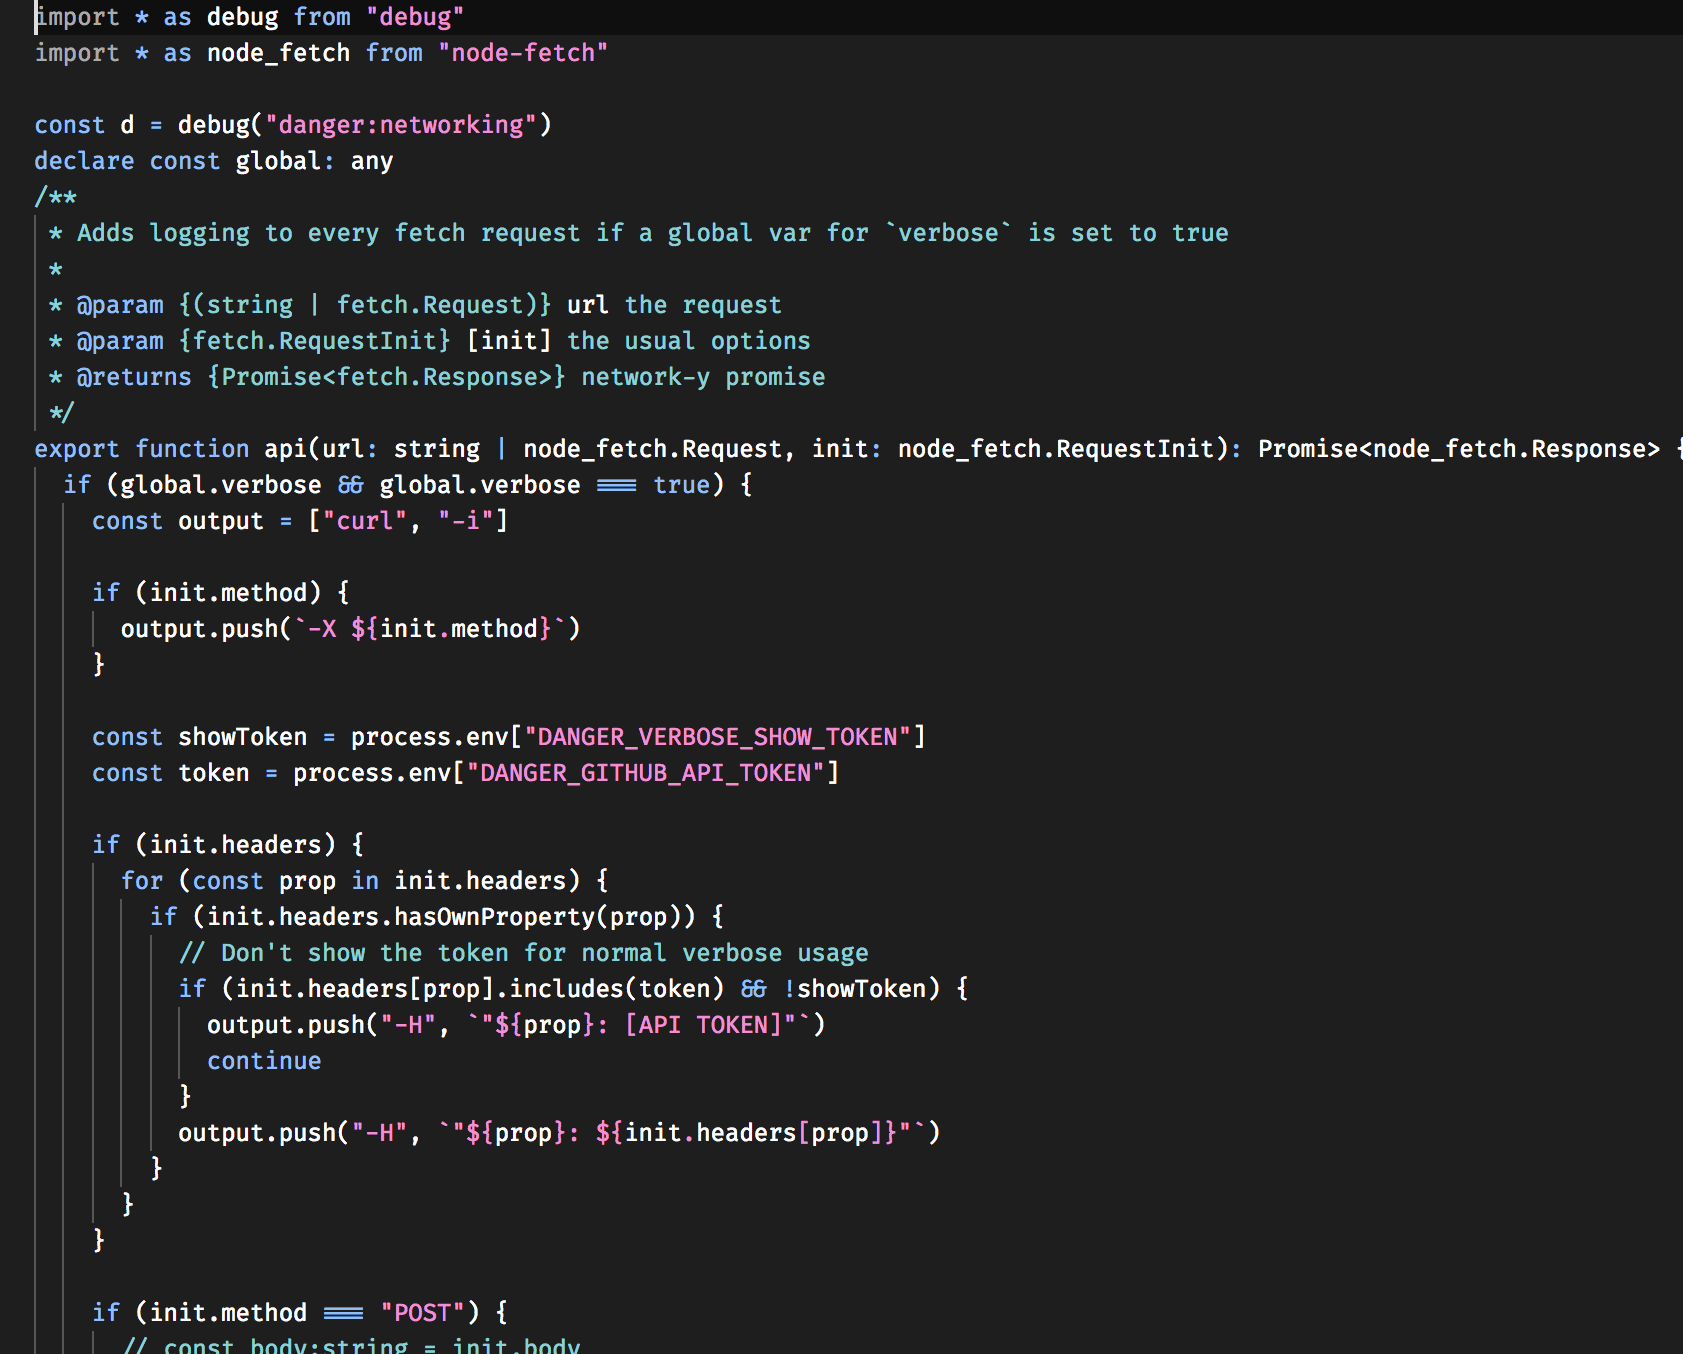 import * as debug from "debug"
import * as node_fetch from "node-fetch"

const d = debug("danger:networking")
declare const global: any
/**
 * Adds logging to every fetch request if a global var for `verbose` is set to true
 *
 * @param {(string | fetch.Request)} url the request
 * @param {fetch.RequestInit} [init] the usual options
 * @returns {Promise<fetch.Response>} network-y promise
 */
export function api(url: string | node_fetch.Request, init: node_fetch.RequestInit): Promise<node_fetch.Response> {
  if (global.verbose && global.verbose === true) {
    const output = ["curl", "-i"]

    if (init.method) {
      output.push(`-X ${init.method}`)
    }

    const showToken = process.env["DANGER_VERBOSE_SHOW_TOKEN"]
    const token = process.env["DANGER_GITHUB_API_TOKEN"]

    if (init.headers) {
      for (const prop in init.headers) {
        if (init.headers.hasOwnProperty(prop)) {
          // Don't show the token for normal verbose usage
          if (init.headers[prop].includes(token) && !showToken) {
            output.push("-H", `"${prop}: [API TOKEN]"`)
            continue
          }
          output.push("-H", `"${prop}: ${init.headers[prop]}"`)
        }
      }
    }

    if (init.method === "POST") {
      // const body:string = init.body